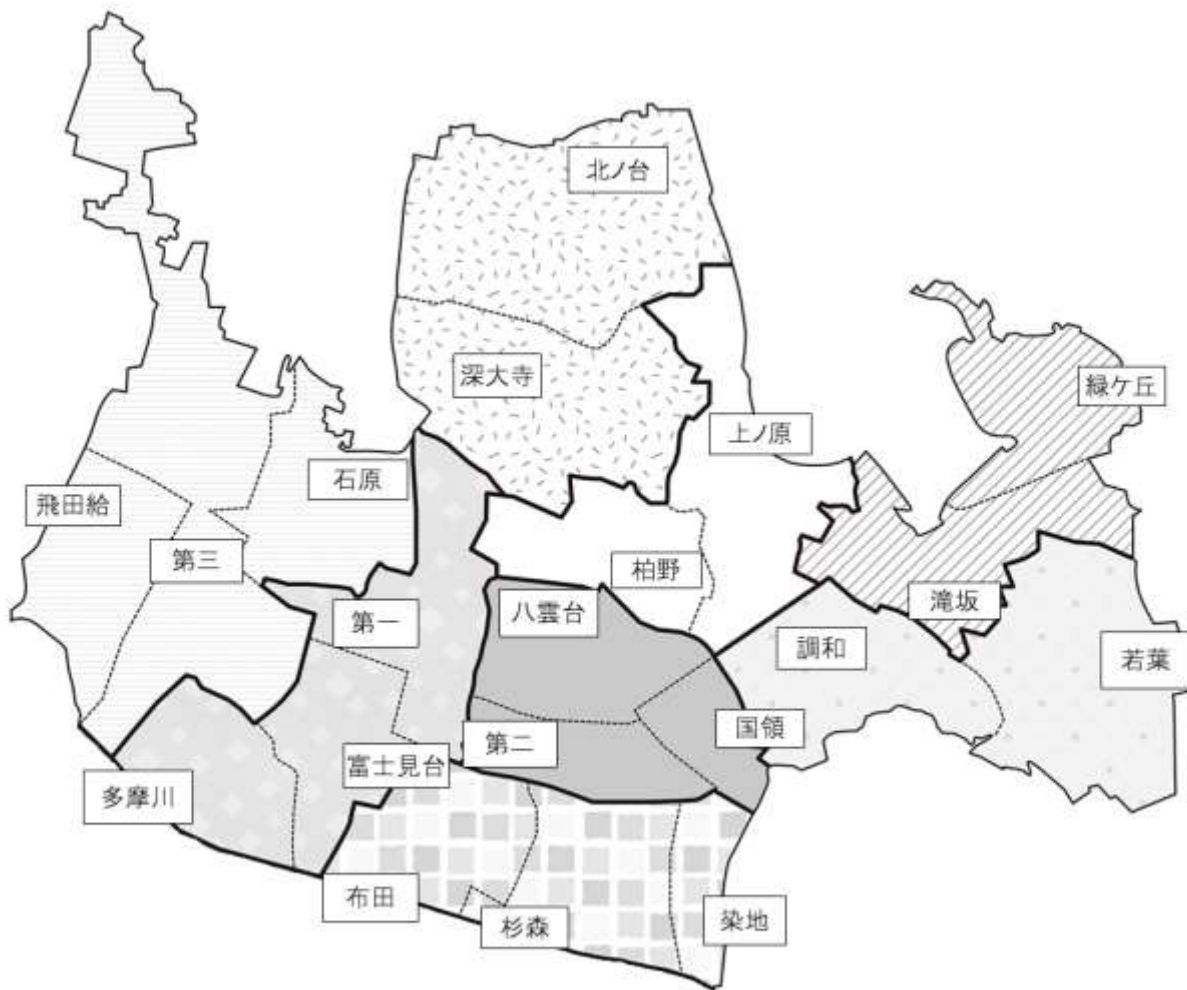 北ノ台
深大寺
緑ケ丘
上ノ原
石原
飛田給
第三
柏野
第一
八雲台
滝坂
調和
若葉
国領
第二
富士見台
多摩川
布田
杉森
染地